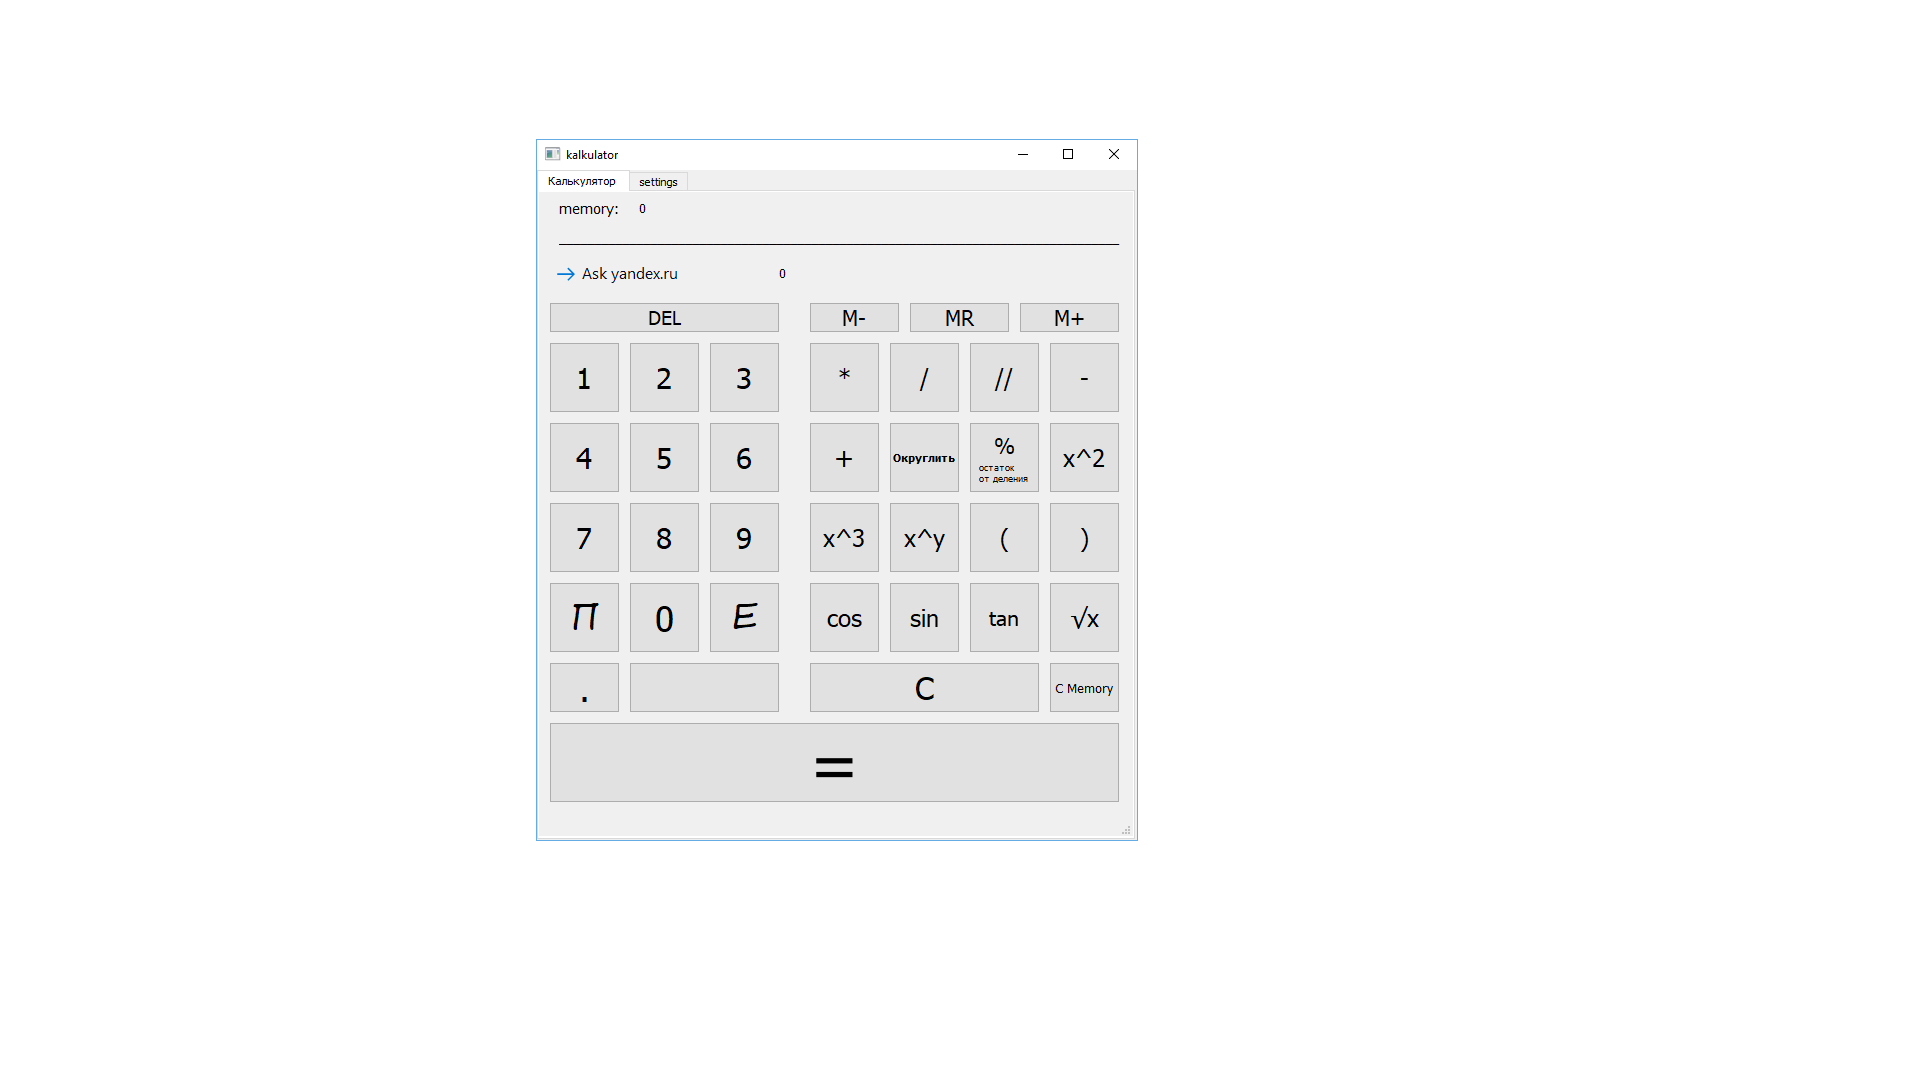 kalkulator
Калькулятор settings
memory: 0
Ask yandex.ru 0
DEL M- MR M+
1 2 3 * / // -
4 5 6 + Округлить % x^2
остаток
от деления
7 8 9 x^3 x^y ( )
П 0 E cos sin tan √x
. C C Memory
=